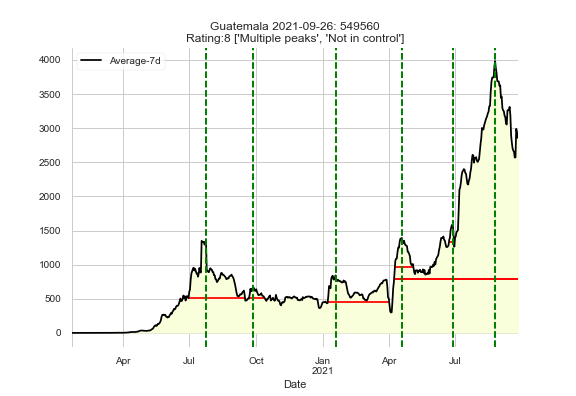 Guatemala 2021-09-26: 549560
Rating:8 ['Multiple peaks', 'Not in control']
Average-7d
4000
3500
3000
2500
2000
1500
1000
500
0
Apr Jul Oct Jan Apr Jul
2021
Date